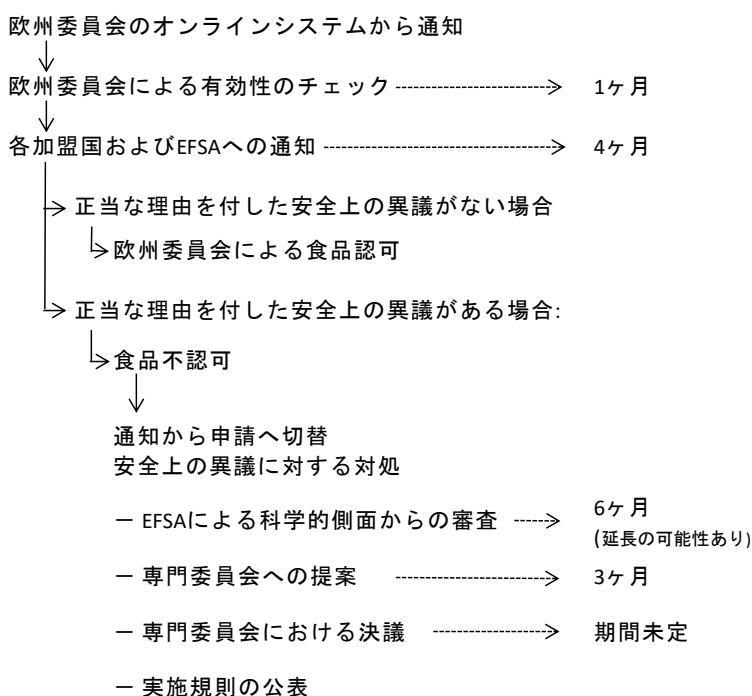 欧州委員会のオンラインシステムから通知
欧州委員会による有効性のチェック 1ヶ月
各加盟国およびEFSAへの通知 4ヶ月
正当な理由を付した安全上の異議がない場合
欧州委員会による食品認可
正当な理由を付した安全上の異議がある場合:
食品不認可
通知から申請へ切替
安全上の異議に対する対処
－ EFSAによる科学的側面からの審査 6ヶ月
(延長の可能性あり)
－ 専門委員会への提案 3ヶ月
－ 専門委員会における決議 期間未定
－ 実施規則の公表